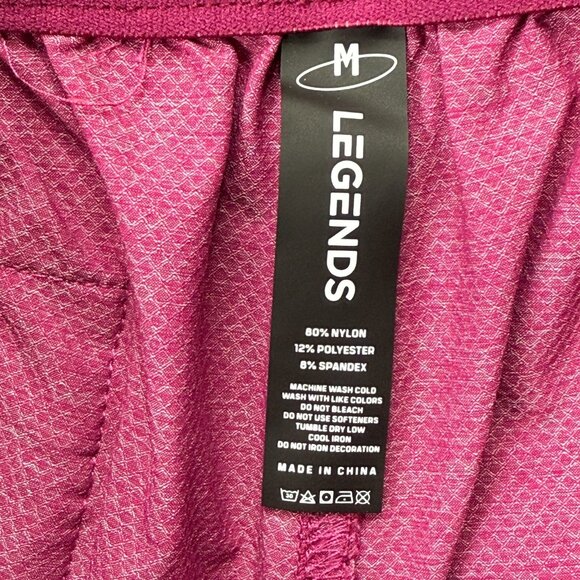 M
LEGENDS
80% NYLON
12% POLYESTER
8% SPANDEX
MACHINE WASH COLD
WASH WITH LIKE COLORS
DO NOT BLEACH
DO NOT USE SOFTENERS
TUMBLE DRY LOW
COOL IRON
DO NOT IRON DECORATION
MADE IN CHINA
30